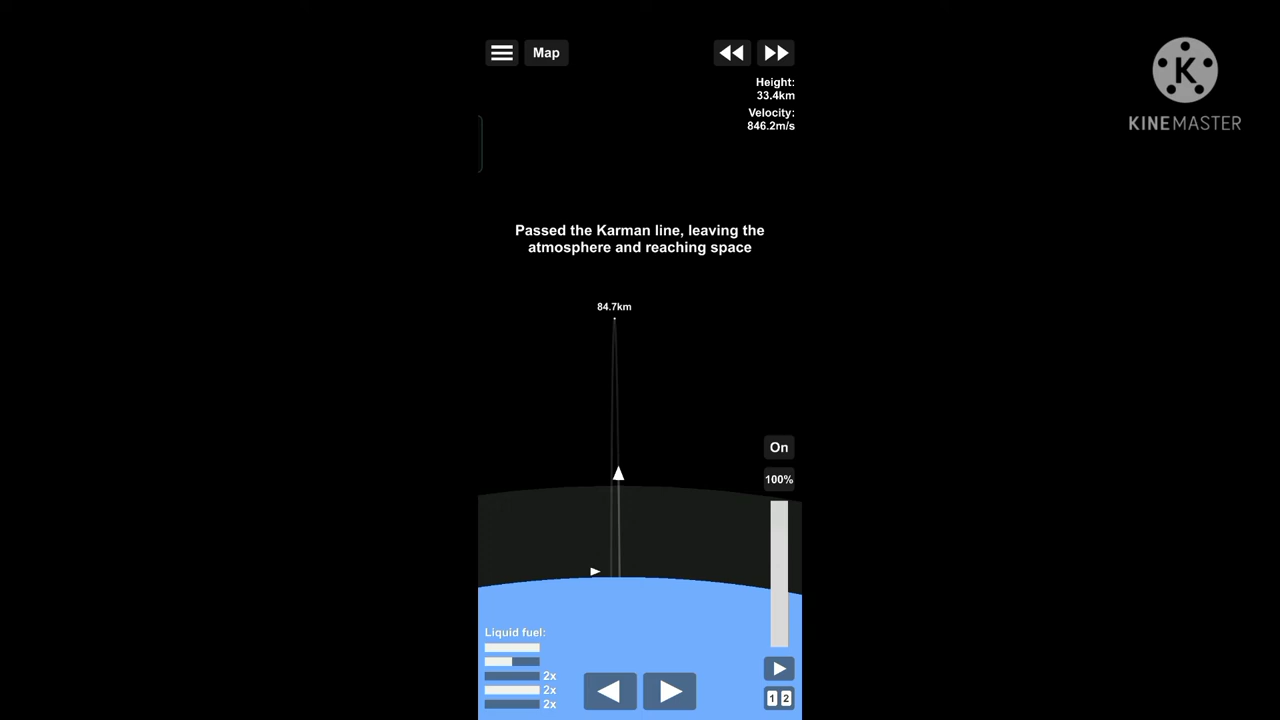 Map
Height:
33.4km
Velocity:
846.2m/s
K
KINEMASTER
Passed the Karman line, leaving the
atmosphere and reaching space
84.7km
On
100%
Liquid fuel:
2x
2x
2x
1 2